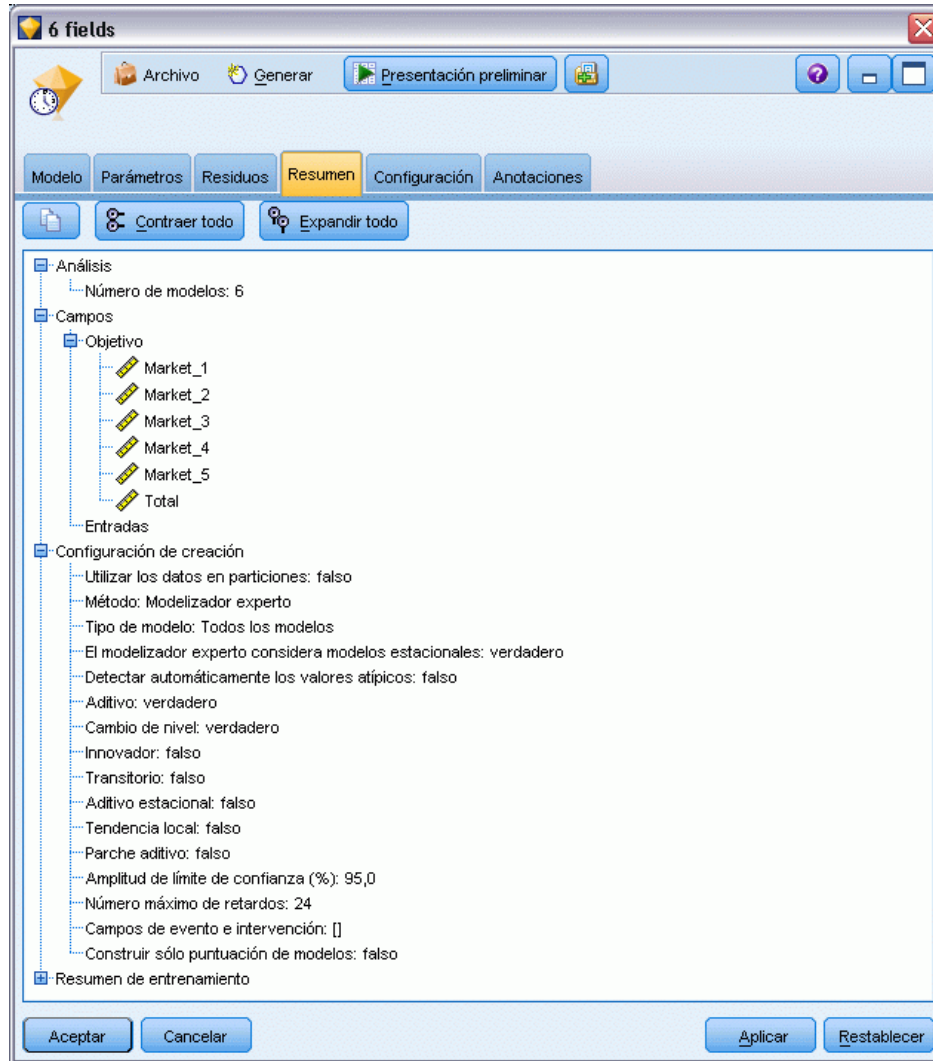 6 fields
Archivo Generar Presentación preliminar
Modelo Parámetros Residuos Resumen Configuración Anotaciones
Contraer todo Expandir todo
Análisis
Número de modelos: 6
Campos
Objetivo
Market_1
Market_2
Market_3
Market_4
Market_5
Total
Entradas
Configuración de creación
Utilizar los datos en particiones: falso
Método: Modelizador experto
Tipo de modelo: Todos los modelos
El modelizador experto considera modelos estacionales: verdadero
Detectar automáticamente los valores atípicos: falso
Aditivo: verdadero
Cambio de nivel: verdadero
Innovador: falso
Transitorio: falso
Aditivo estacional: falso
Tendencia local: falso
Parche aditivo: falso
Amplitud de límite de confianza (%): 95,0
Número máximo de retardos: 24
Campos de evento e intervención: []
Construir sólo puntuación de modelos: falso
Resumen de entrenamiento
Aceptar Cancelar Aplicar Restablecer